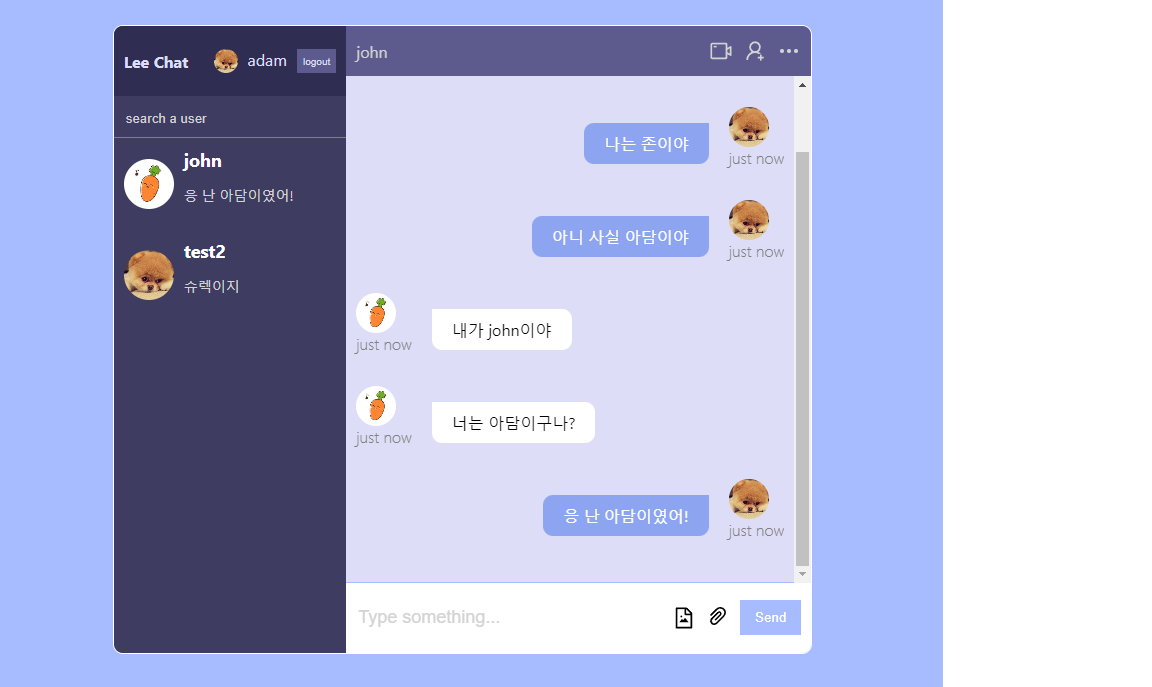 Lee Chat
adam
logout
search a user
john
응 난 아담이였어!
test2
슈렉이지
john
나는 존이야
just now
아니 사실 아담이야
just now
내가 john이야
just now
너는 아담이구나?
just now
응 난 아담이였어!
just now
Type something...
Send